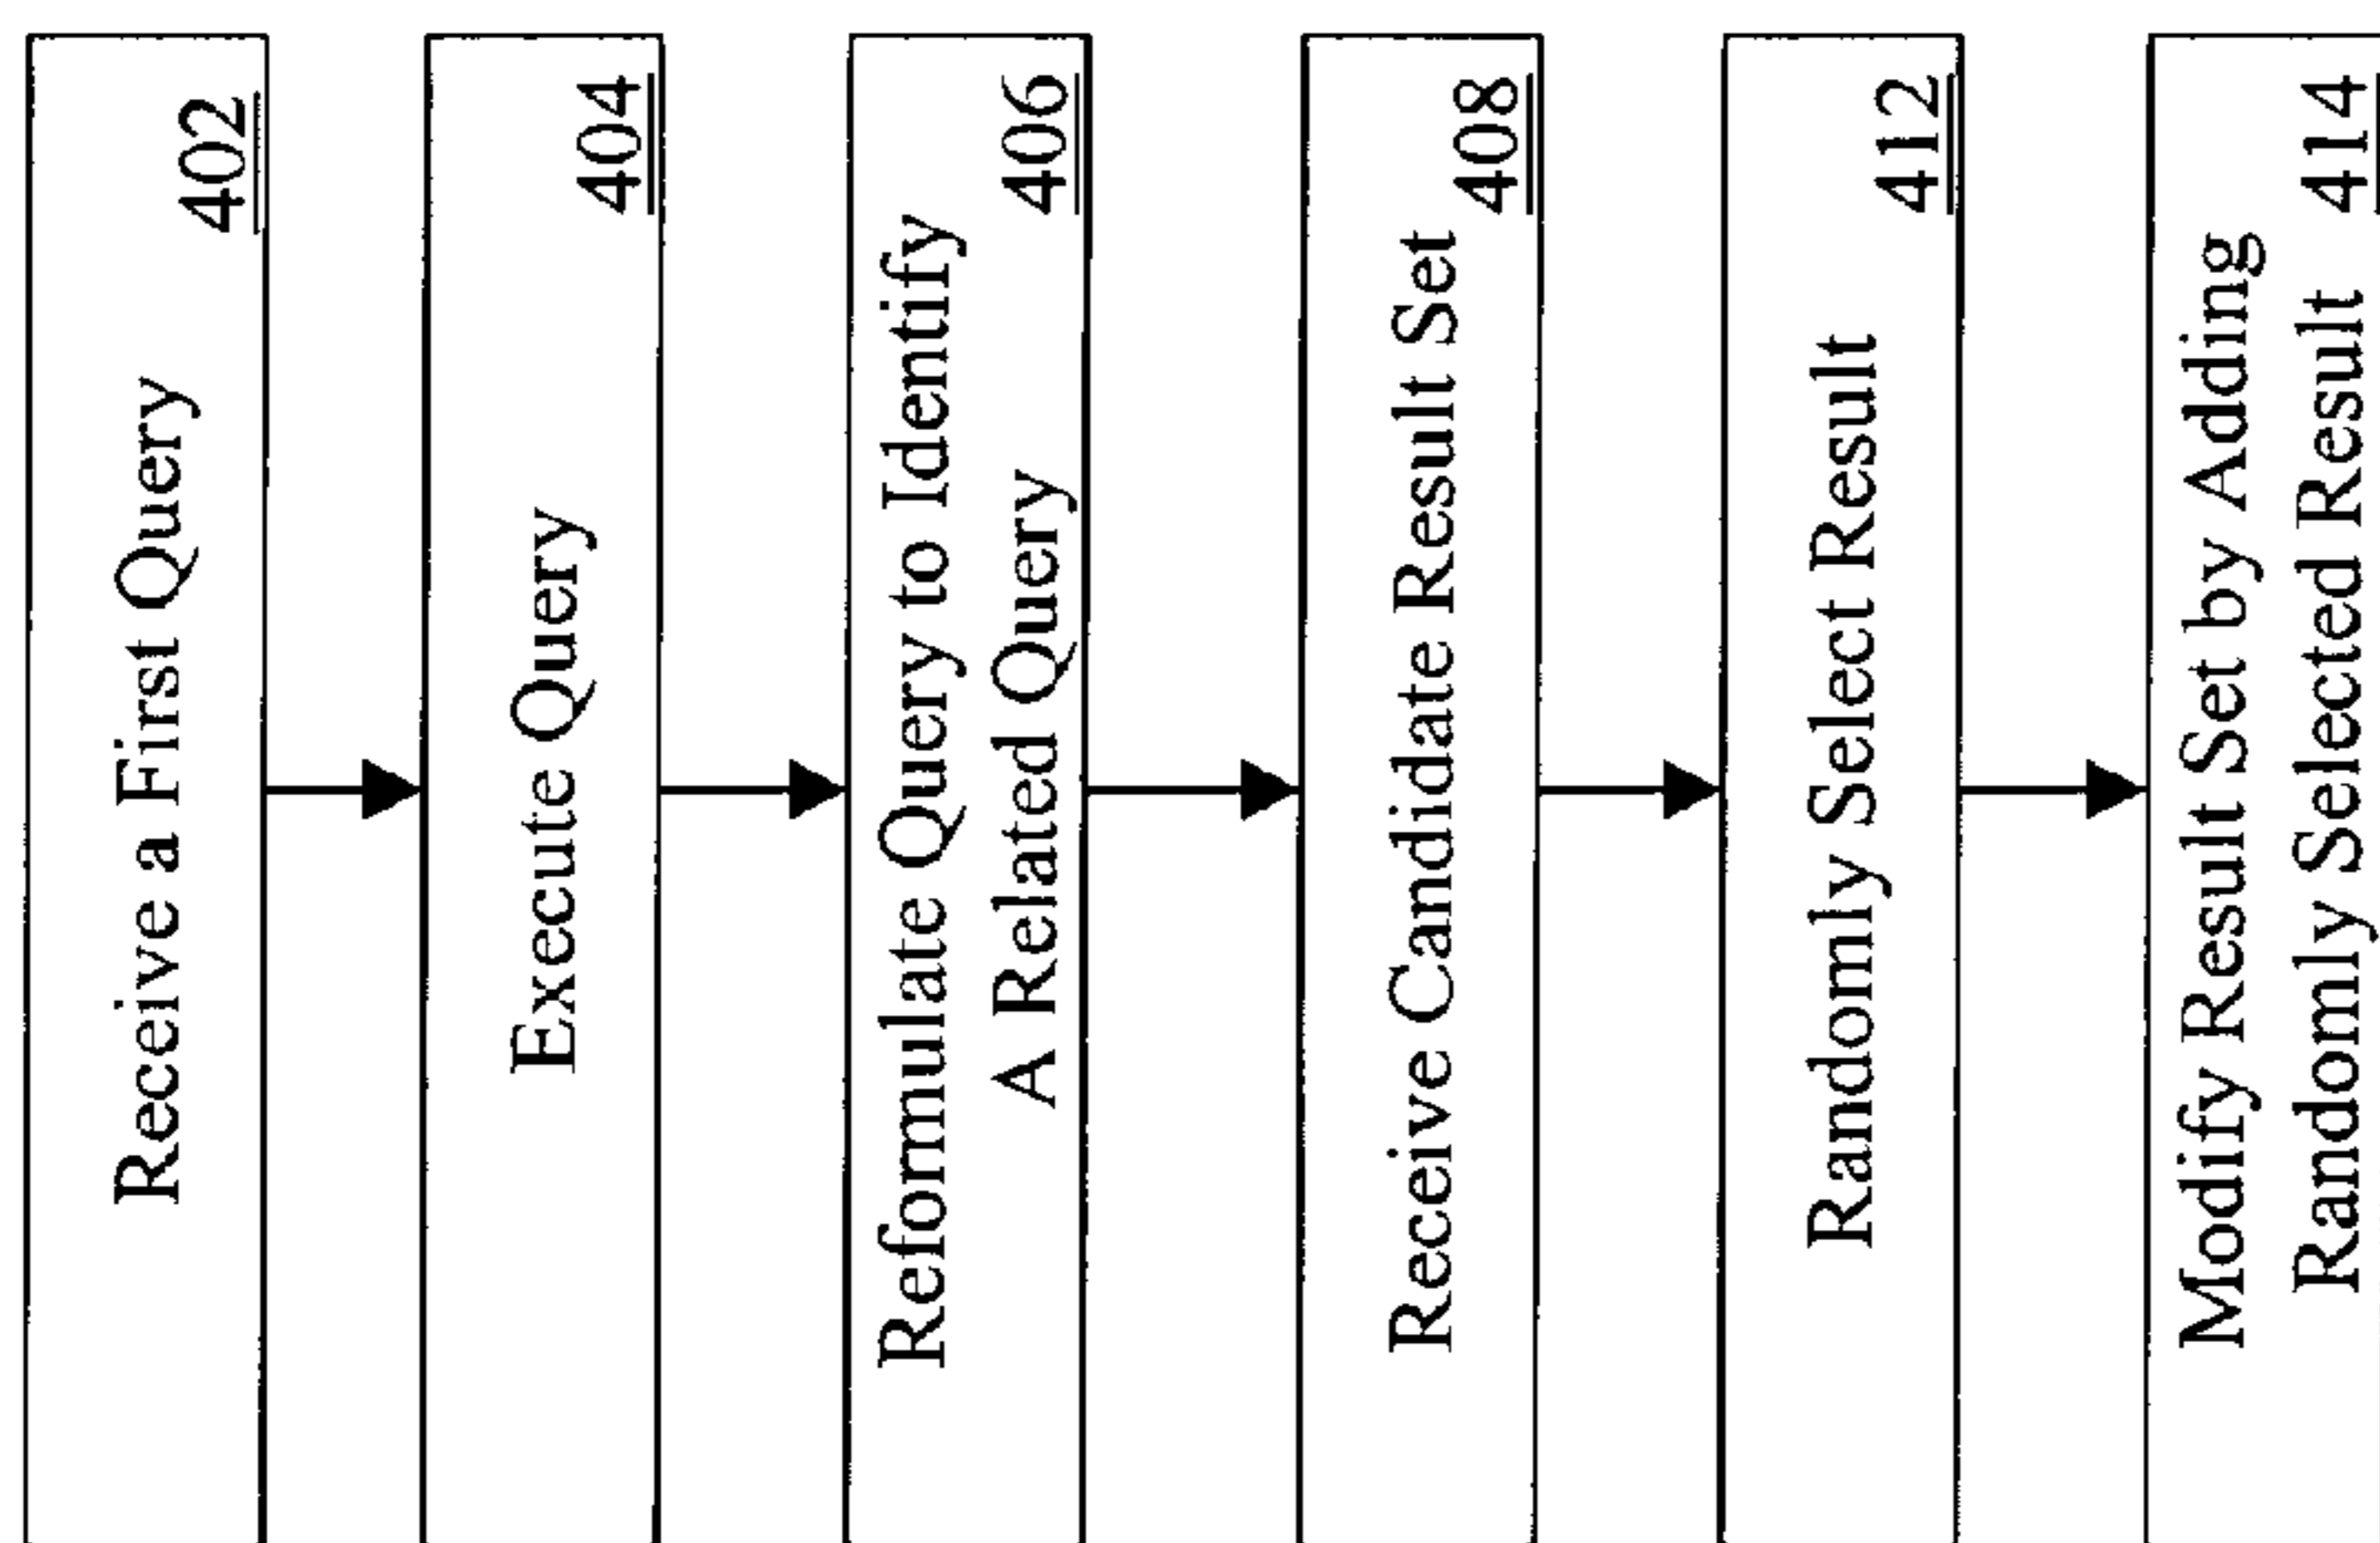 Receive a First Query
402
Execute Query
404
Reformulate Query to Identify
A Related Query
406
Receive Candidate Result Set
408
Randomly Select Result
412
Modify Result Set by Adding
Randomly Selected Result
414